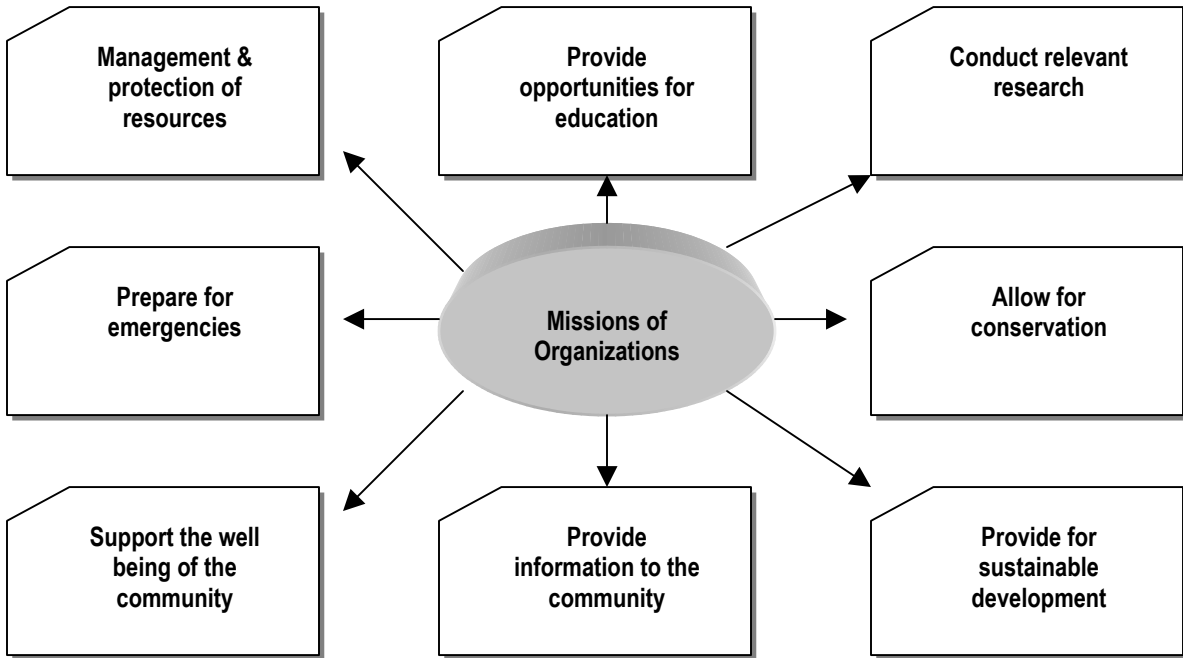 Management &
protection of
resources
Provide
opportunities for
education
Conduct relevant
research
Prepare for
emergencies
Missions of
Organizations
Allow for
conservation
Support the well
being of the
community
Provide
information to the
community
Provide for
sustainable
development